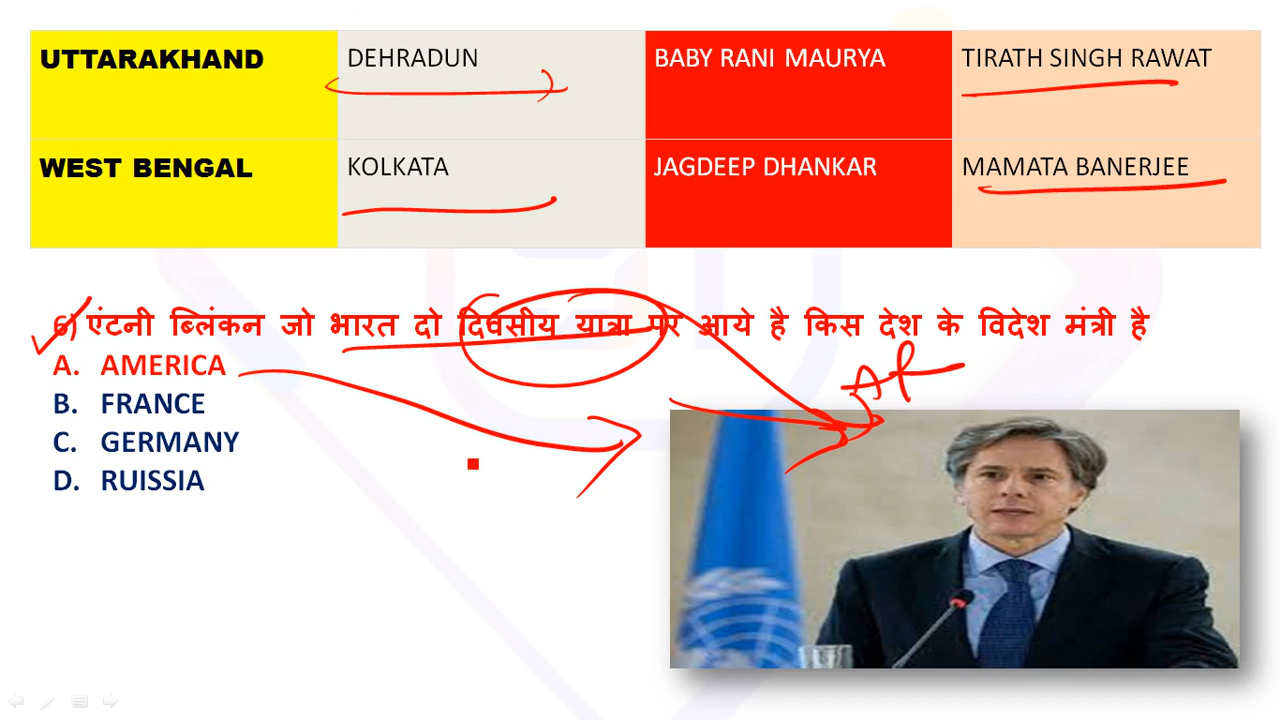 UTTARAKHAND DEHRADUN BABY RANI MAURYA TIRATH SINGH RAWAT
WEST BENGAL KOLKATA JAGDEEP DHANKAR MAMATA BANERJEE
6) एंटनी ब्लिंकन जो भारत दो दिवसीय यात्रा पर आये है किस देश के विदेश मंत्री है
A. AMERICA
B. FRANCE
C. GERMANY
D. RUISSIA